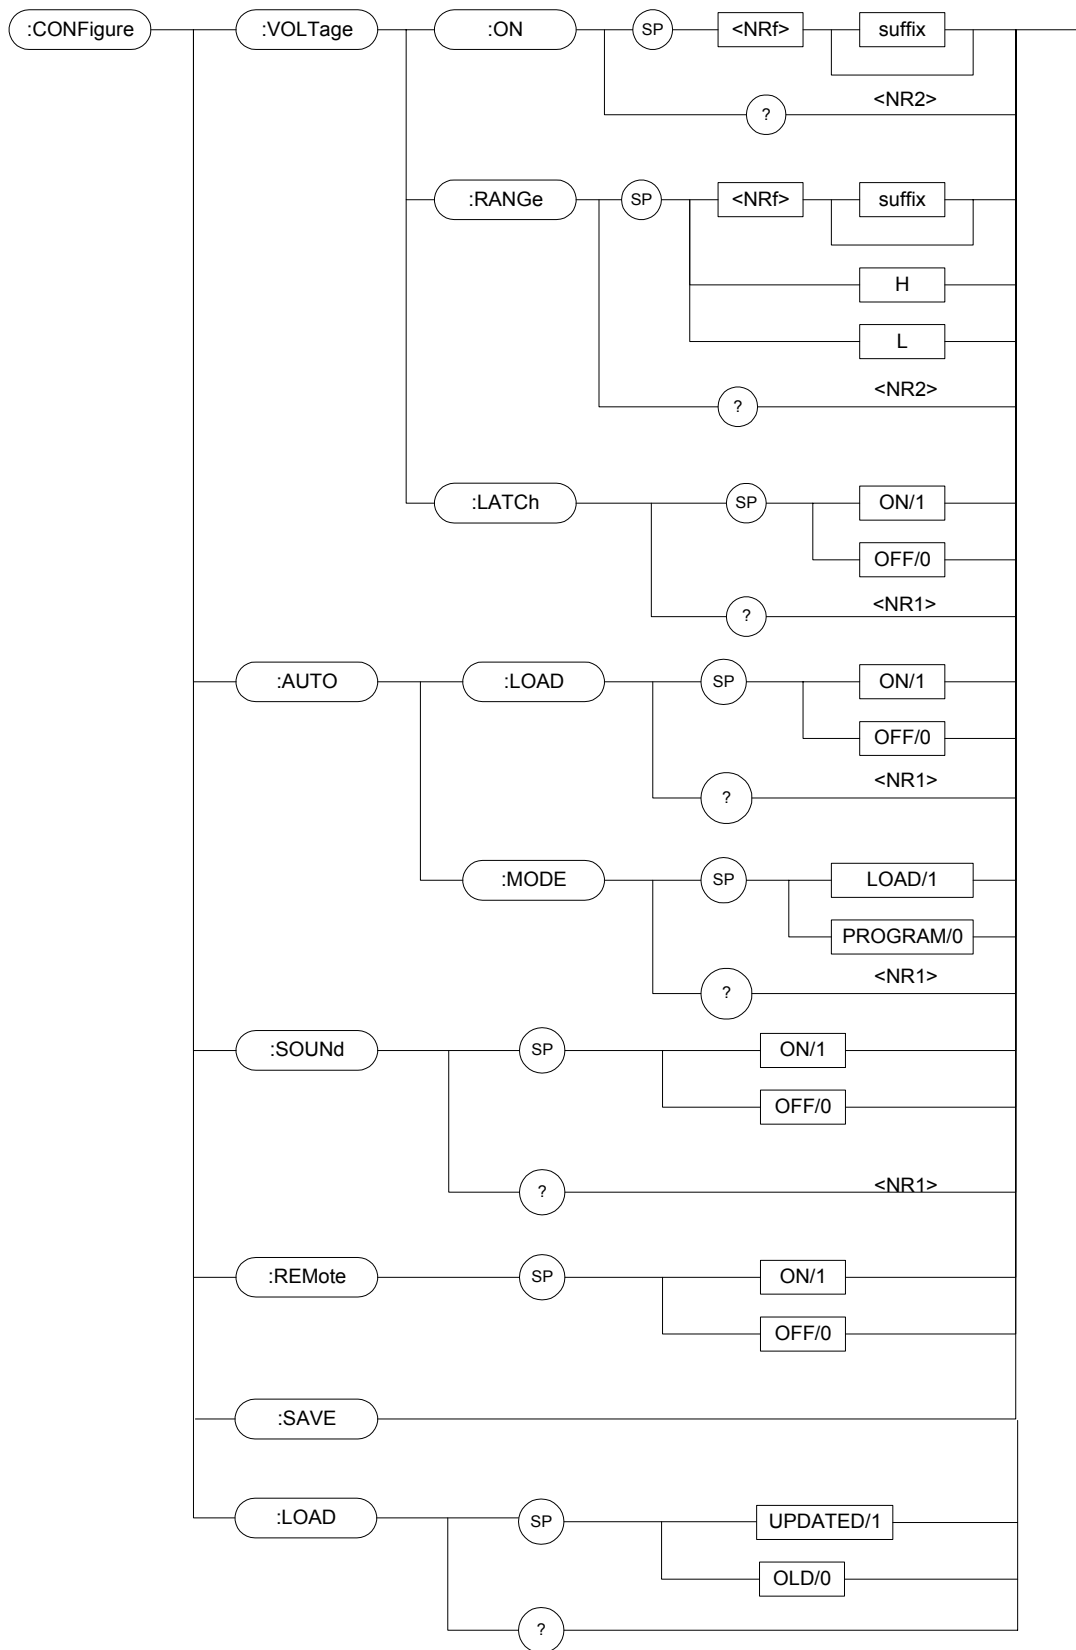 :CONFigure :VOLTage :ON SP <NRf> suffix
? <NR2>
:RANGe SP <NRf> suffix
H
L
? <NR2>
:LATCh SP ON/1
OFF/0
? <NR1>
:AUTO :LOAD SP ON/1
OFF/0
? <NR1>
:MODE SP LOAD/1
PROGRAM/0
? <NR1>
:SOUNd SP ON/1
OFF/0
? <NR1>
:REMote SP ON/1
OFF/0
:SAVE
:LOAD SP UPDATED/1
OLD/0
?